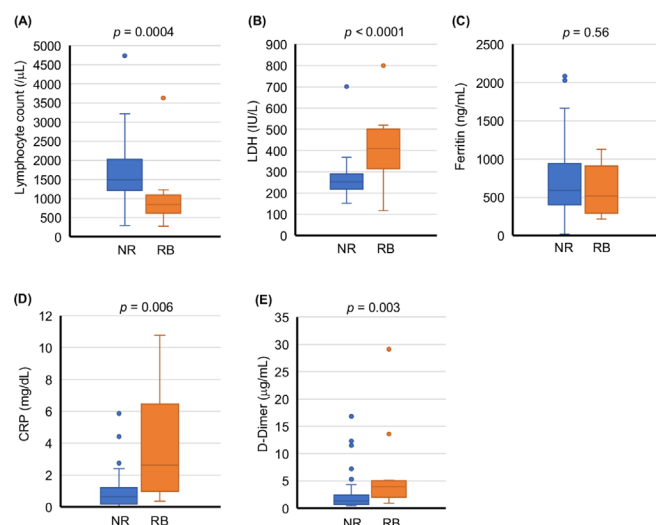 (A)
p = 0.0004
Lymphocyte count (/μL)
5000
4500
4000
3500
3000
2500
2000
1500
1000
500
0
NR RB
(B)
p < 0.0001
LDH (IU/L)
900
800
700
600
500
400
300
200
100
0
NR RB
(C)
p = 0.56
Ferritin (ng/mL)
2500
2000
1500
1000
500
0
NR RB
(D)
p = 0.006
CRP (mg/dL)
12
10
8
6
4
2
0
NR RB
(E)
p = 0.003
D-Dimer (μg/mL)
35
30
25
20
15
10
5
0
NR RB